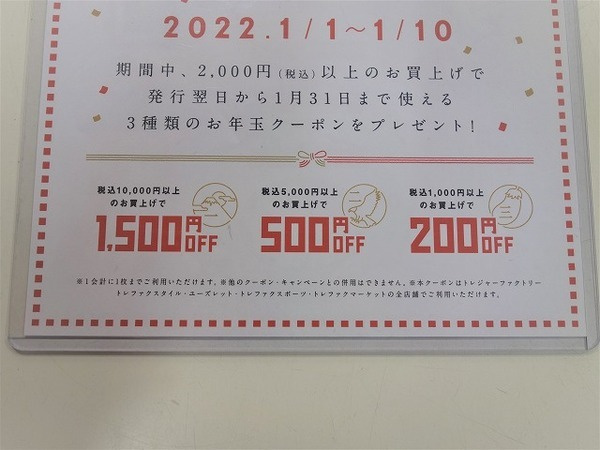 2022.1/1〜1/10
期間中、2,000円(税込)以上のお買上げで
発行翌日から1月31日まで使える
3種類のお年玉クーポンをプレゼント!
税込10,000円以上
のお買上げで
1,500円OFF
税込5,000円以上
のお買上げで
500円OFF
税込1,000円以上
のお買上げで
200円OFF
※1会計に1枚までご利用いただけます。※他のクーポン・キャンペーンとの併用はできません。※本クーポンはトレジャーファクトリー
トレファクスタイル・ユーズレット・トレファクスポーツ・トレファクマーケットの全店舗でご利用いただけます。